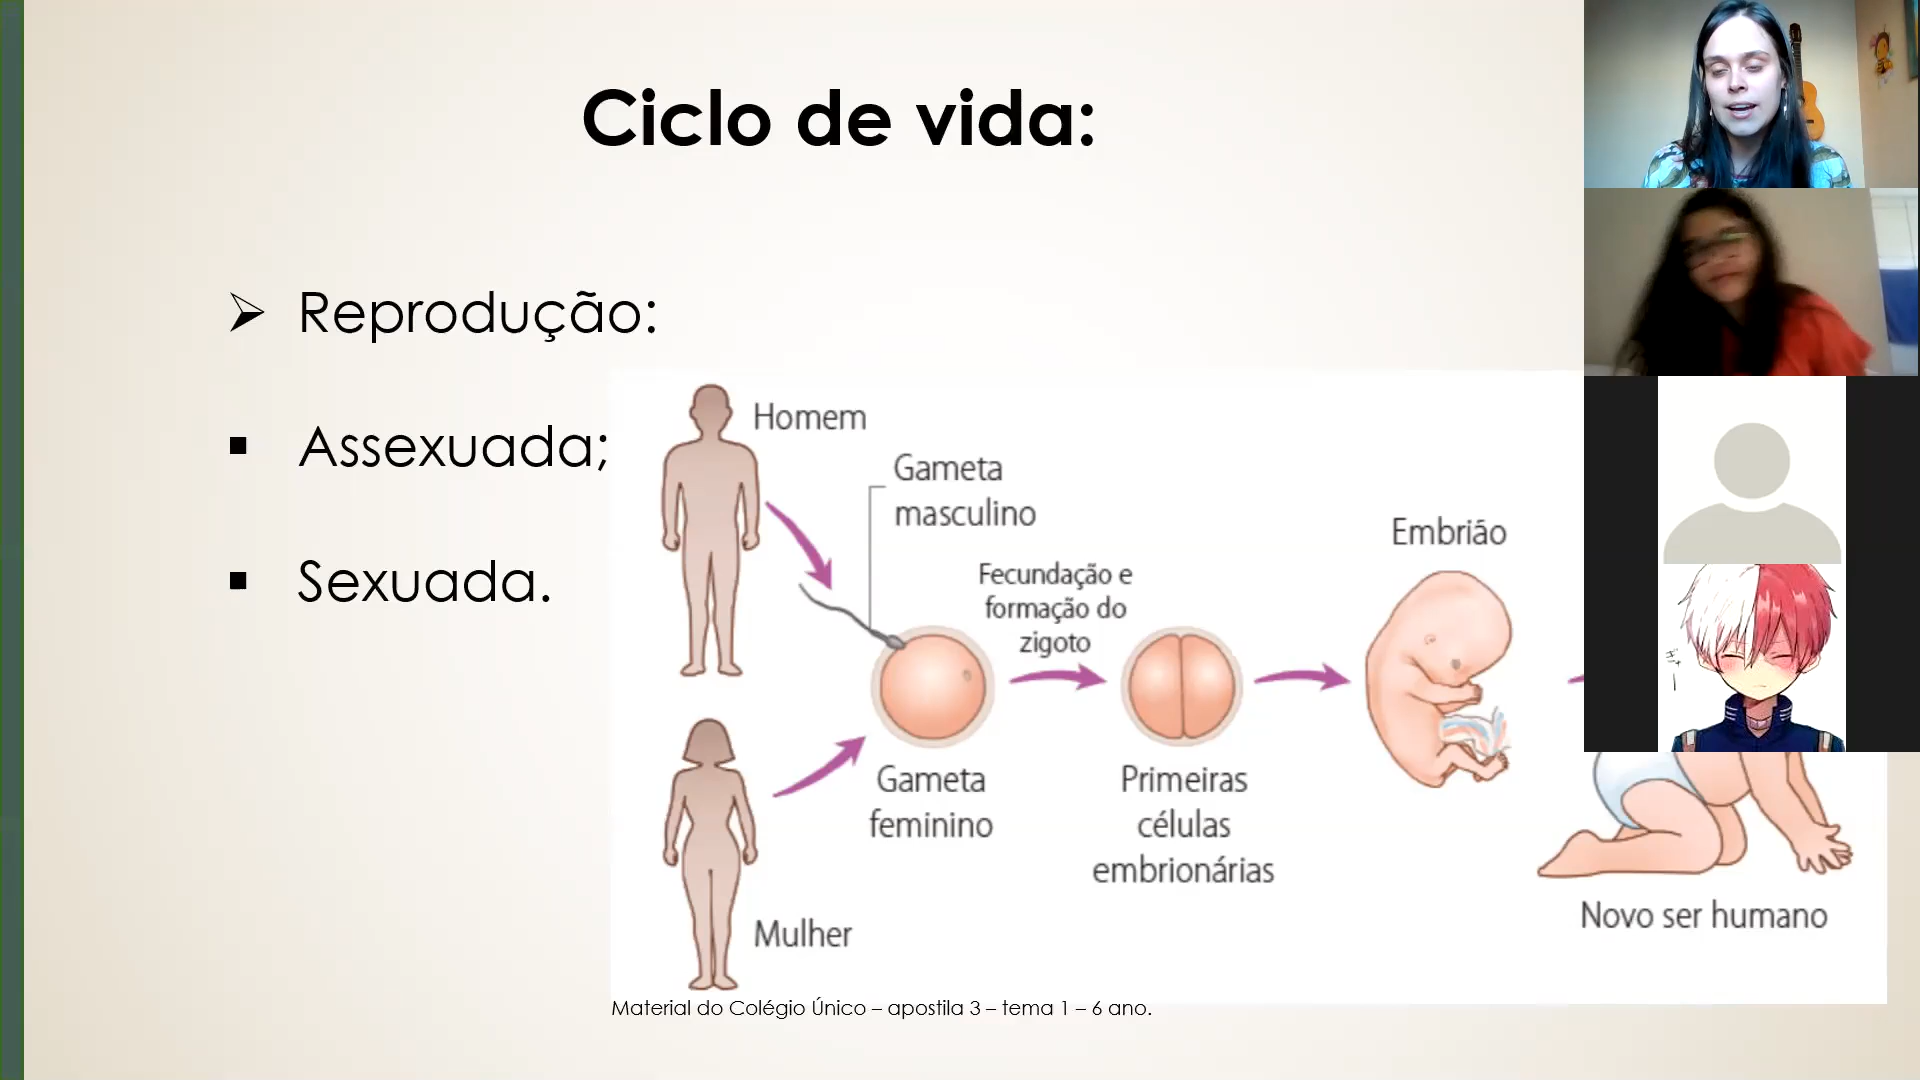 Ciclo de vida:
Reprodução:
Assexuada;
Sexuada.
Homem
Gameta
masculino
Fecundação e
formação do
zigoto
Embrião
Gameta
feminino
Primeiras
células
embrionárias
Mulher
Novo ser humano
Material do Colégio Único – apostila 3 – tema 1 – 6 ano.